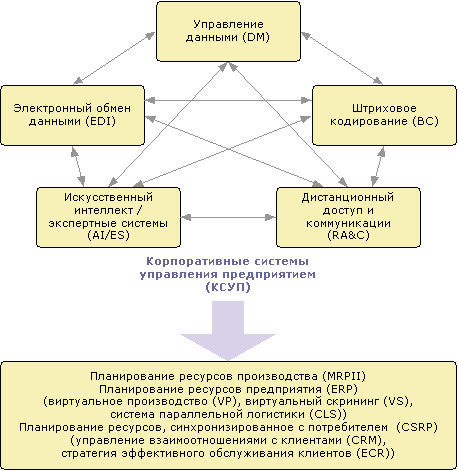 Управление
данными (DM)
Электронный обмен
данными (EDI)
Штриховое
кодирование (BC)
Искусственный
интеллект /
экспертные системы
(AI/ES)
Дистанционный
доступ и
коммуникации
(RA&C)
Корпоративные системы
управления предприятием
(КСУП)
Планирование ресурсов производства (MRPII)
Планирование ресурсов предприятия (ERP)
(виртуальное производство (VP), виртуальный скрининг (VS),
система параллельной логистики (CLS))
Планирование ресурсов, синхронизированное с потребителем (CSRP)
(управление взаимоотношениями с клиентами (CRM),
стратегия эффективного обслуживания клиентов (ECR))